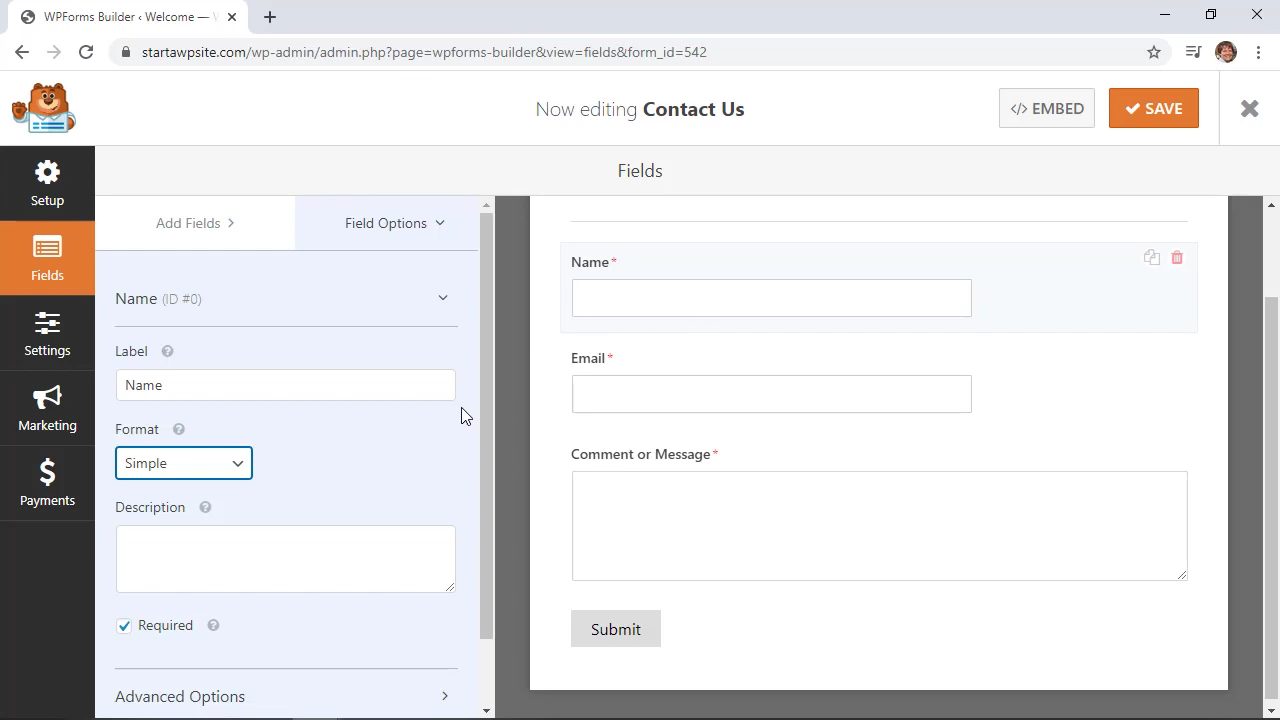 WPForms Builder ‹ Welcome —
startawpsite.com/wp-admin/admin.php?page=wpforms-builder&view=fields&form_id=542
Now editing Contact Us
</> EMBED
SAVE
Setup
Fields
Settings
Marketing
Payments
Fields
Add Fields
Field Options
Name (ID #0)
Label
Name
Format
Simple
Description
Required
Advanced Options
Name *
Email *
Comment or Message *
Submit